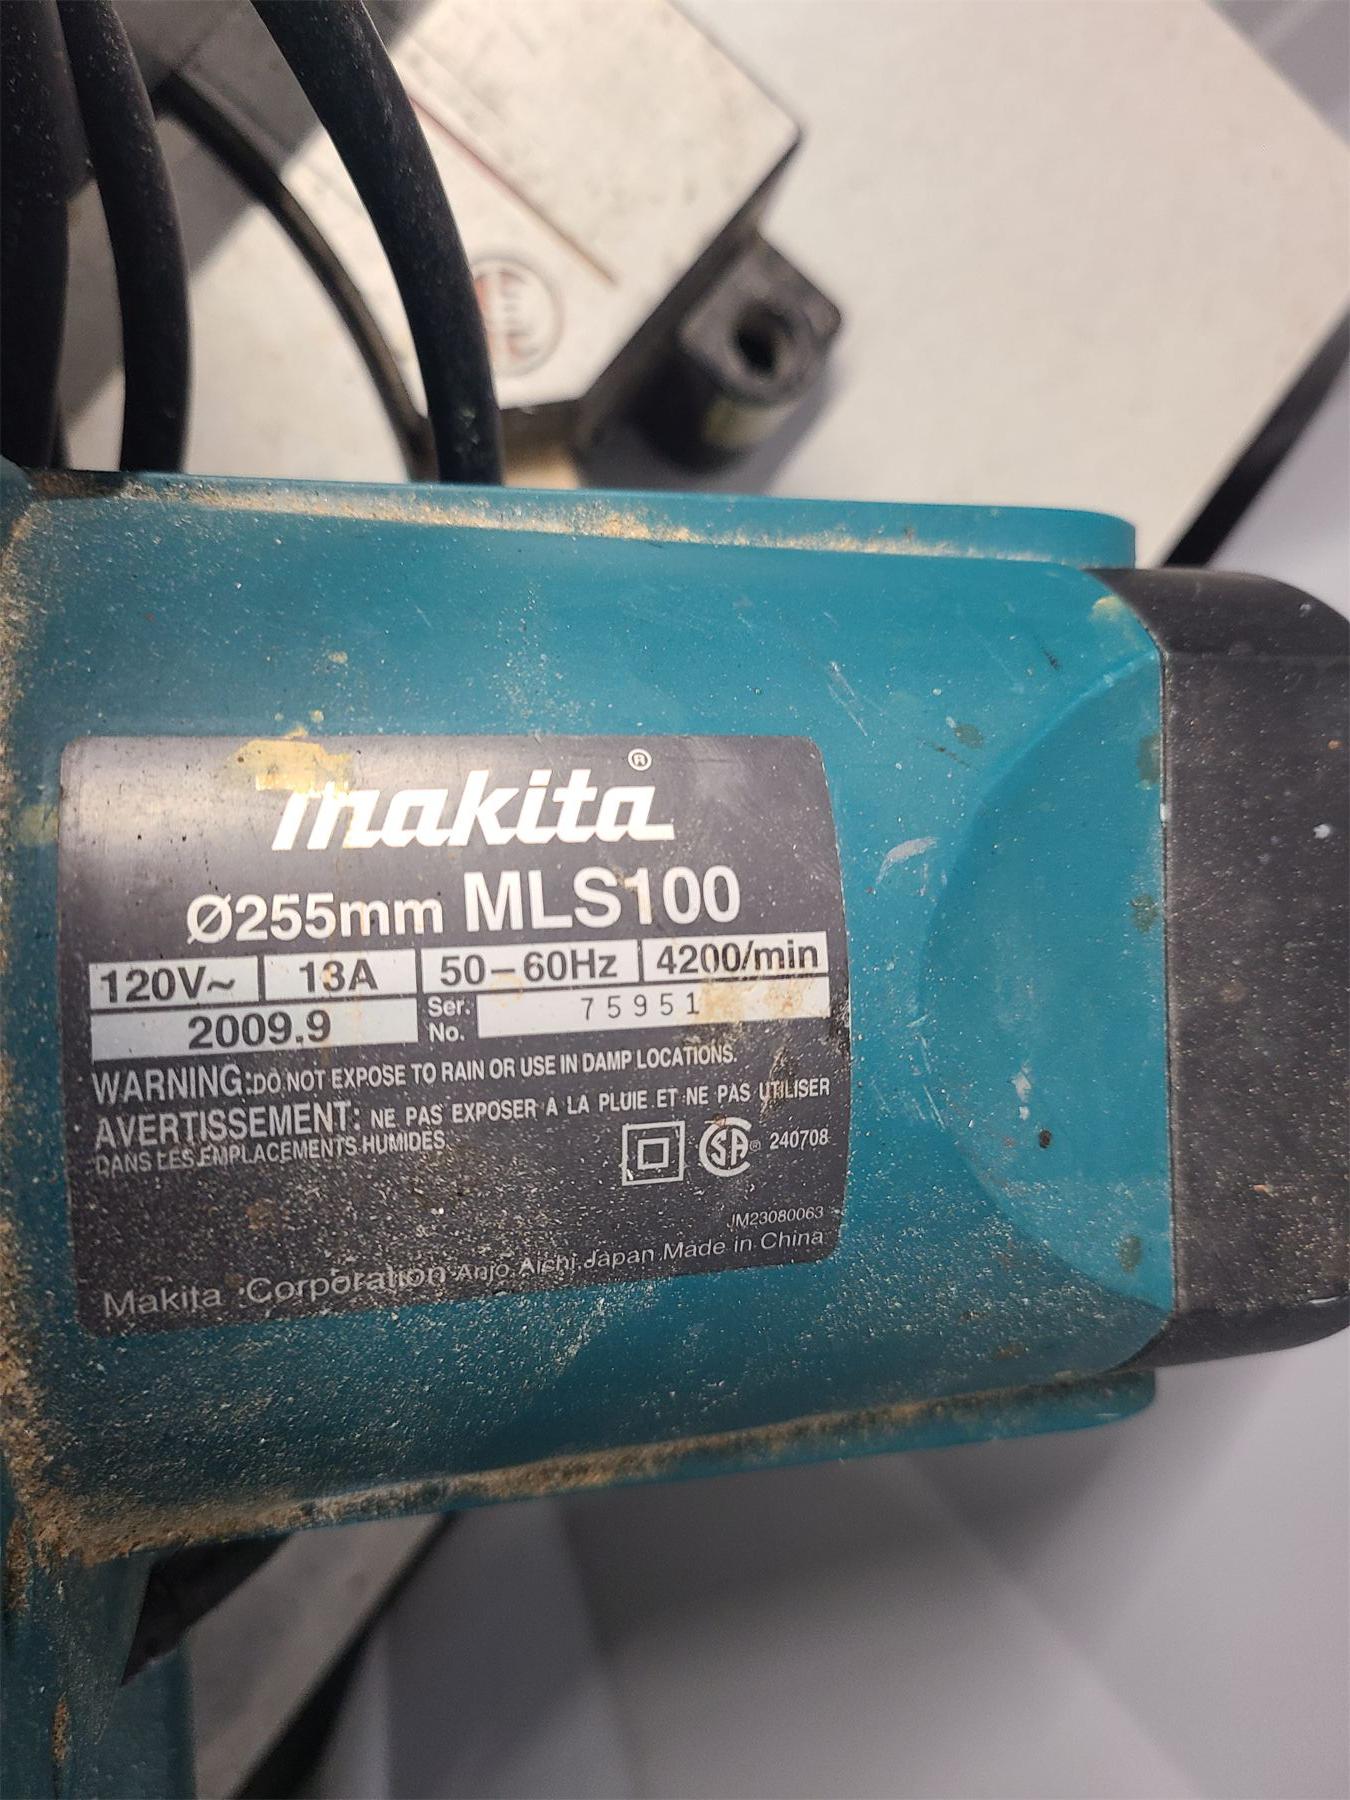 makita®
Ø255mm MLS100
120V~ 13A 50-60Hz 4200/min
2009.9 Ser. No. 75951
WARNING:DO NOT EXPOSE TO RAIN OR USE IN DAMP LOCATIONS.
AVERTISSEMENT: NE PAS EXPOSER À LA PLUIE ET NE PAS UTILISER
DANS LES EMPLACEMENTS HUMIDES.
SA® 240708
JM23080063
Makita Corporation Anjo Aichi Japan Made in China